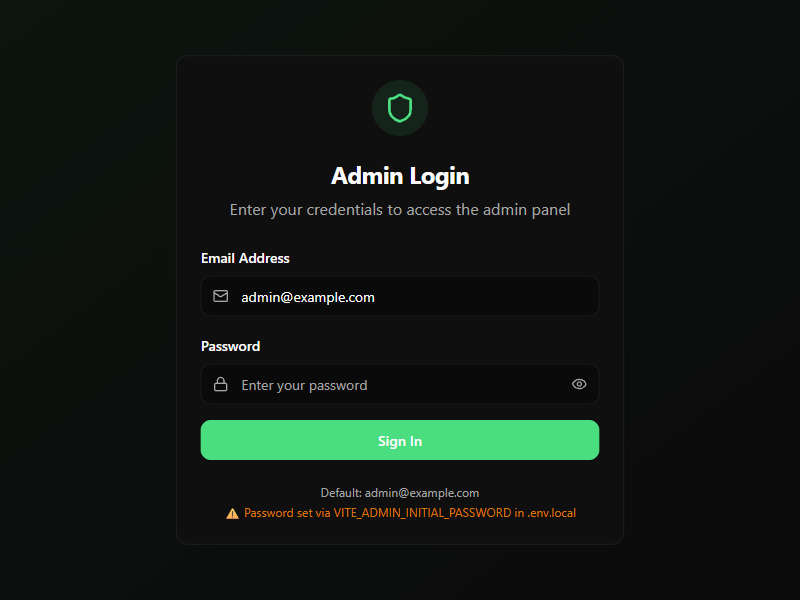 Admin Login
Enter your credentials to access the admin panel
Email Address
admin@example.com
Password
Enter your password
Sign In
Default: admin@example.com
⚠️ Password set via VITE_ADMIN_INITIAL_PASSWORD in .env.local